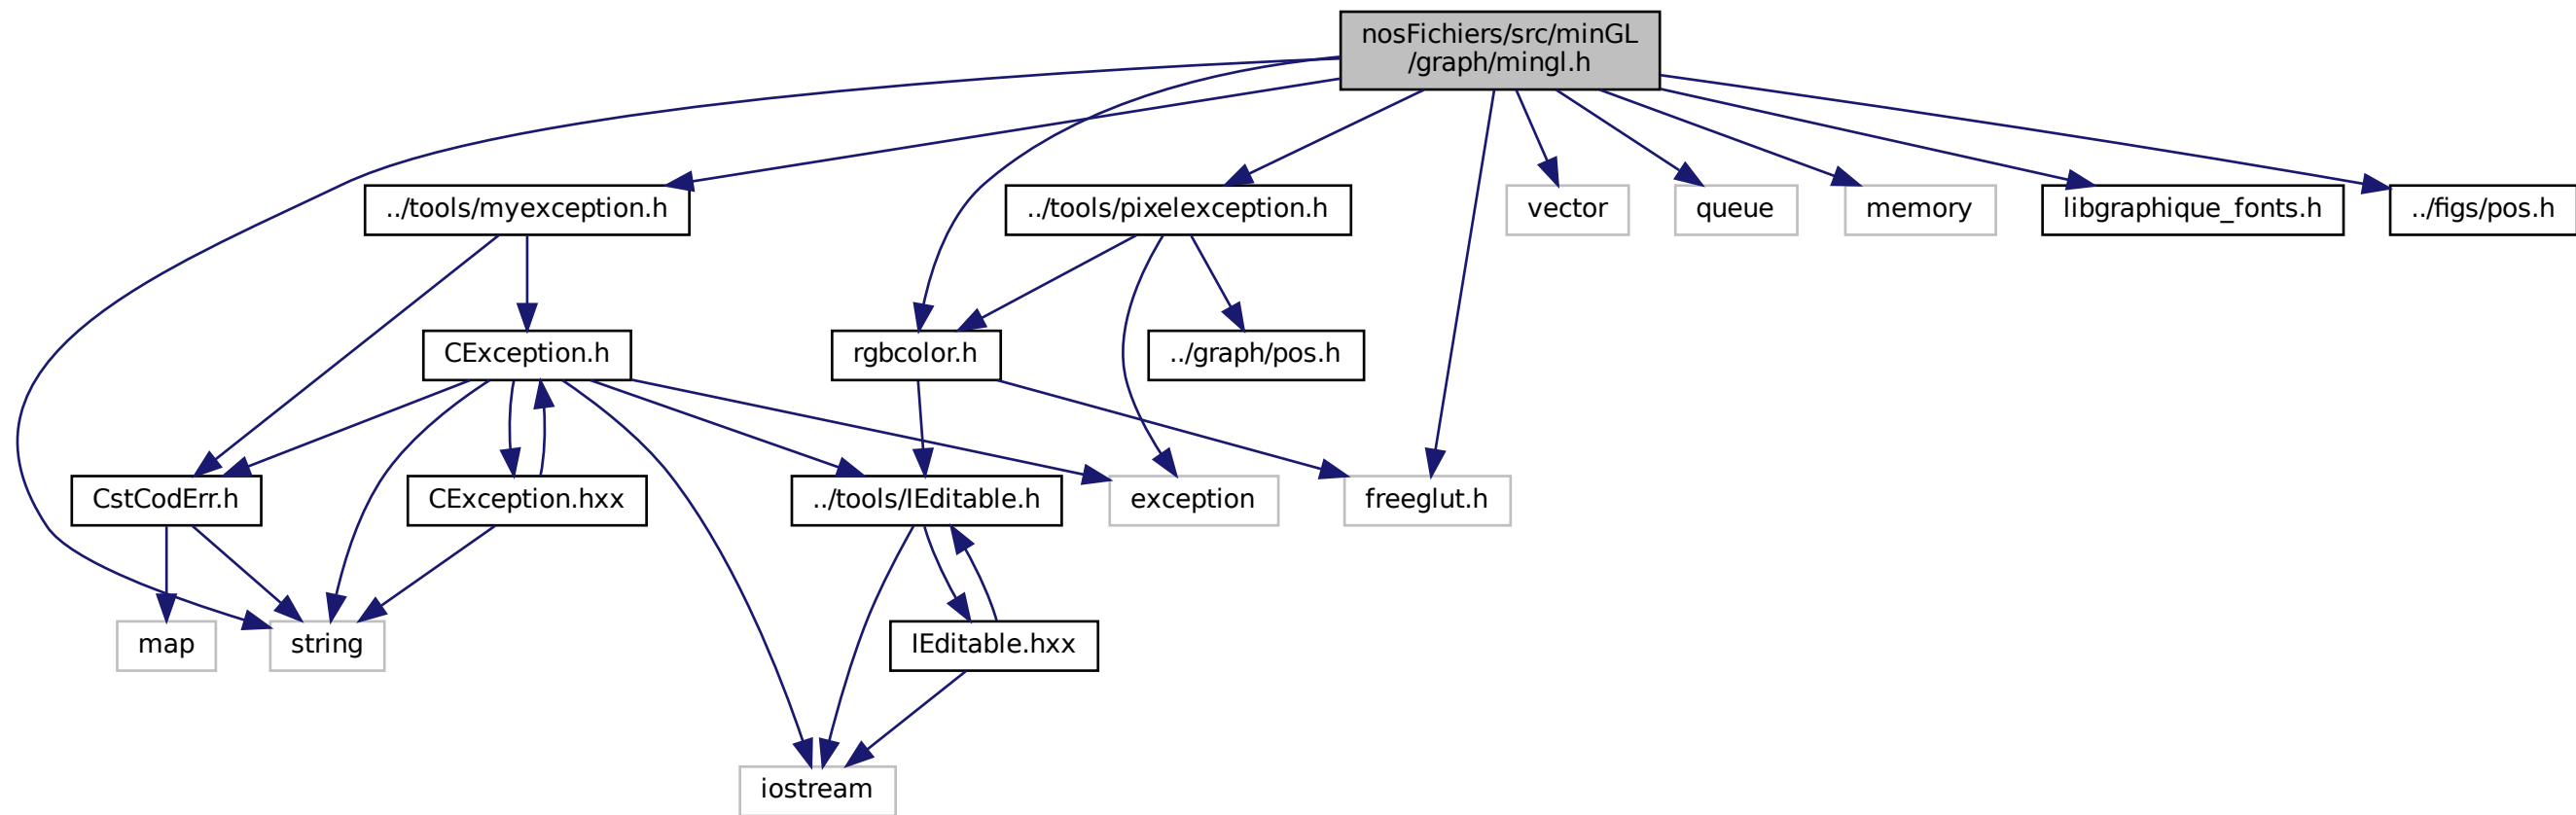 nosFichiers/src/minGL
/graph/mingl.h
../tools/myexception.h
../tools/pixelexception.h
vector
queue
memory
libgraphique_fonts.h
../figs/pos.h
CException.h
rgbcolor.h
../graph/pos.h
CstCodErr.h
CException.hxx
../tools/IEditable.h
exception
freeglut.h
map
string
IEditable.hxx
iostream